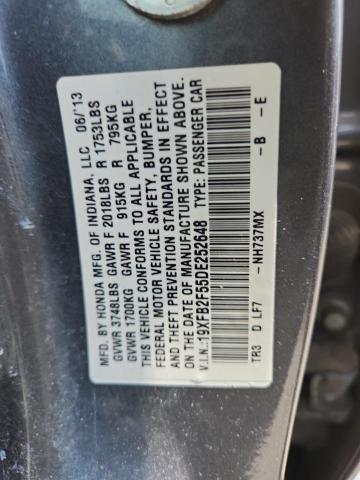 MFD. BY HONDA MFG. OF INDIANA, LLC 06/'13
GVWR 3748LBS GAWR F 2018LBS R 1753LBS
GVWR 1700KG GAWR F 915KG R 795KG
THIS VEHICLE CONFORMS TO ALL APPLICABLE
FEDERAL MOTOR VEHICLE SAFETY, BUMPER,
AND THEFT PREVENTION STANDARDS IN EFFECT
ON THE DATE OF MANUFACTURE SHOWN ABOVE.
V.I.N.:19XFB2F55DE252648 TYPE: PASSENGER CAR
TR3 D LF7 -NH737MX -B -E